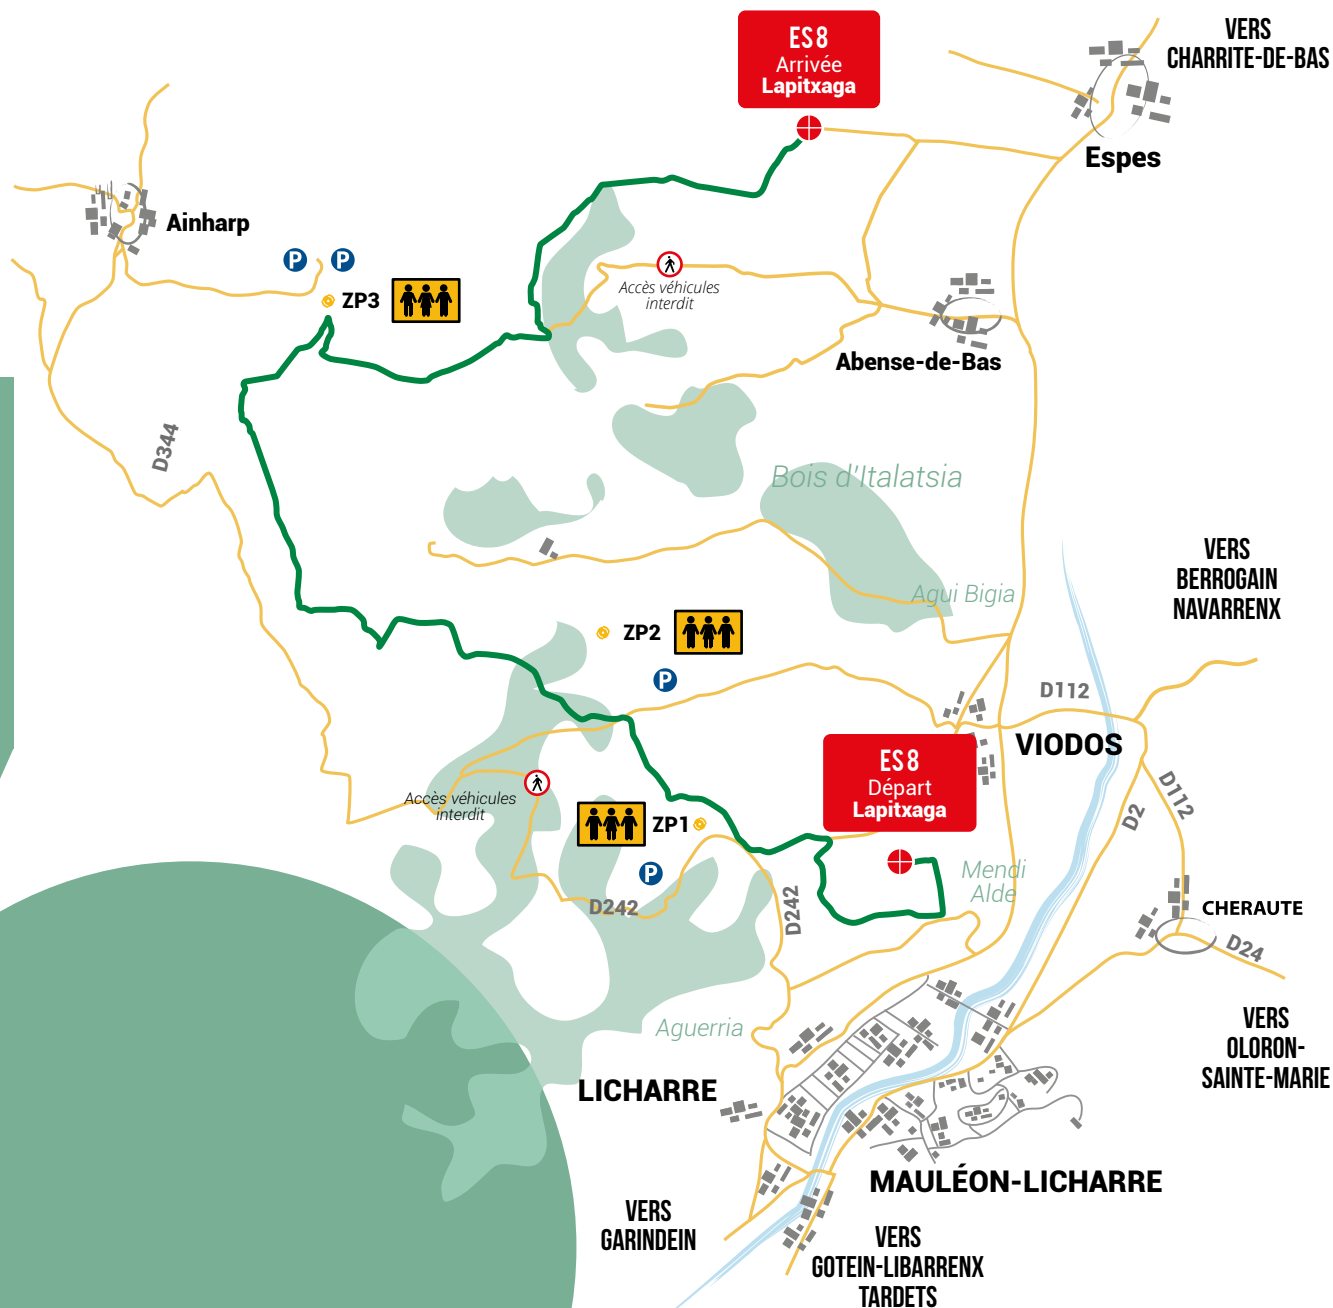 ES8
Arrivée
Lapitxaga
VERS
CHARRITE-DE-BAS
Espes
Ainharp
P
P
ZP3
Accès véhicules
interdit
Abense-de-Bas
D344
Bois d'Italatsia
VERS
BERROGAIN
NAVARRENX
Agui Bigia
ZP2
P
D112
VIODOS
ES8
Départ
Lapitxaga
Accès véhicules
interdit
ZP1
D2
D112
P
Mendi
Alde
D242
D242
CHERAUTE
D24
Aguerria
VERS
OLORON-
SAINTE-MARIE
LICHARRE
MAULÉON-LICHARRE
VERS
GARINDEIN
VERS
GOTEIN-LIBARRENX
TARDETS